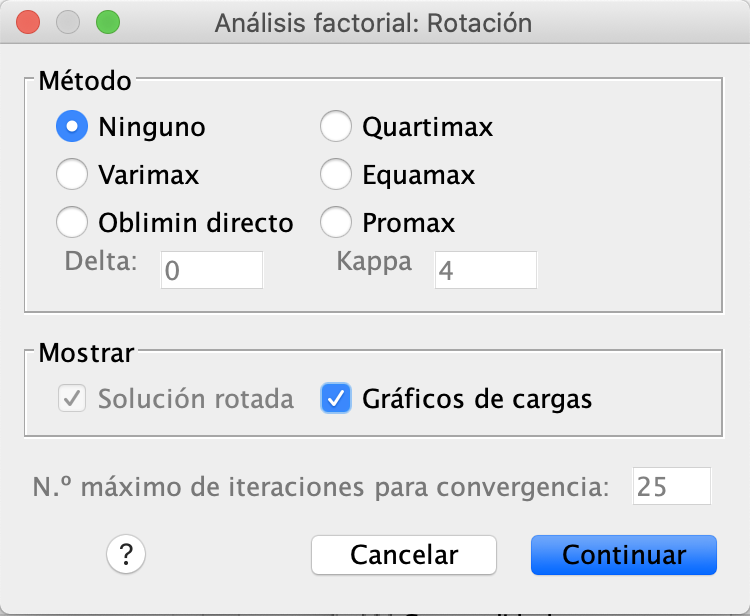 Análisis factorial: Rotación
Método
Ninguno Quartimax
Varimax Equamax
Oblimin directo Promax
Delta: 0 Kappa 4
Mostrar
Solución rotada Gráficos de cargas
N.º máximo de iteraciones para convergencia: 25
? Cancelar Continuar